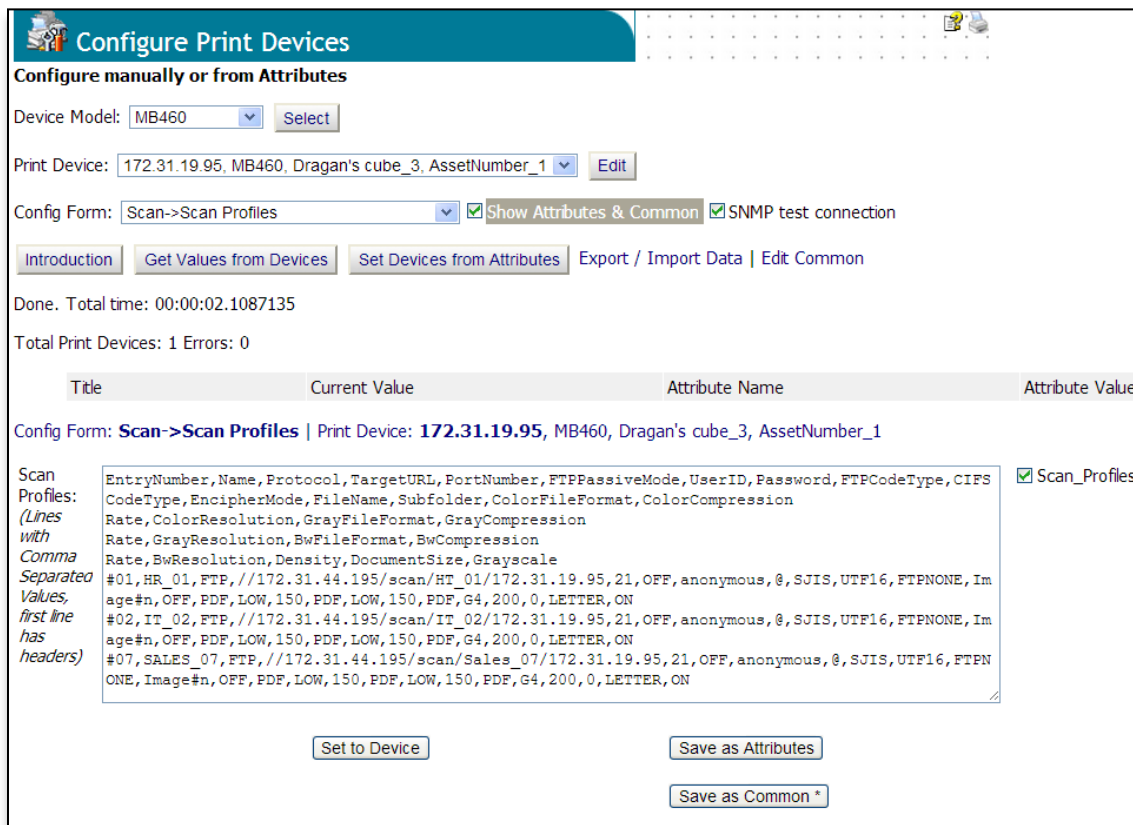 Configure Print Devices
Configure manually or from Attributes
Device Model: MB460 Select
Print Device: 172.31.19.95, MB460, Dragan's cube_3, AssetNumber_1 Edit
Config Form: Scan->Scan Profiles Show Attributes & Common SNMP test connection
Introduction Get Values from Devices Set Devices from Attributes Export / Import Data | Edit Common
Done. Total time: 00:00:02.1087135
Total Print Devices: 1 Errors: 0
Title Current Value Attribute Name Attribute Value
Config Form: Scan->Scan Profiles | Print Device: 172.31.19.95, MB460, Dragan's cube_3, AssetNumber_1
Scan
Profiles:
(Lines
with
Comma
Separated
Values,
first line
has
headers)
EntryNumber,Name,Protocol,TargetURL,PortNumber,FTPPassiveMode,UserID,Password,FTPCodeType,CIFS
CodeType,EncipherMode,FileName,Subfolder,ColorFileFormat,ColorCompression
Rate,ColorResolution,GrayFileFormat,GrayCompression
Rate,GrayResolution,BwFileFormat,BwCompression
Rate,BwResolution,Density,DocumentSize,Grayscale
#01,HR_01,FTP,//172.31.44.195/scan/HT_01/172.31.19.95,21,OFF,anonymous,@,SJIS,UTF16,FTPNONE,Im
age#n,OFF,PDF,LOW,150,PDF,LOW,150,PDF,G4,200,0,LETTER,ON
#02,IT_02,FTP,//172.31.44.195/scan/IT_02/172.31.19.95,21,OFF,anonymous,@,SJIS,UTF16,FTPNONE,Im
age#n,OFF,PDF,LOW,150,PDF,LOW,150,PDF,G4,200,0,LETTER,ON
#07,SALES_07,FTP,//172.31.44.195/scan/Sales_07/172.31.19.95,21,OFF,anonymous,@,SJIS,UTF16,FTPN
ONE,Image#n,OFF,PDF,LOW,150,PDF,LOW,150,PDF,G4,200,0,LETTER,ON
Scan_Profiles
Set to Device Save as Attributes
Save as Common *